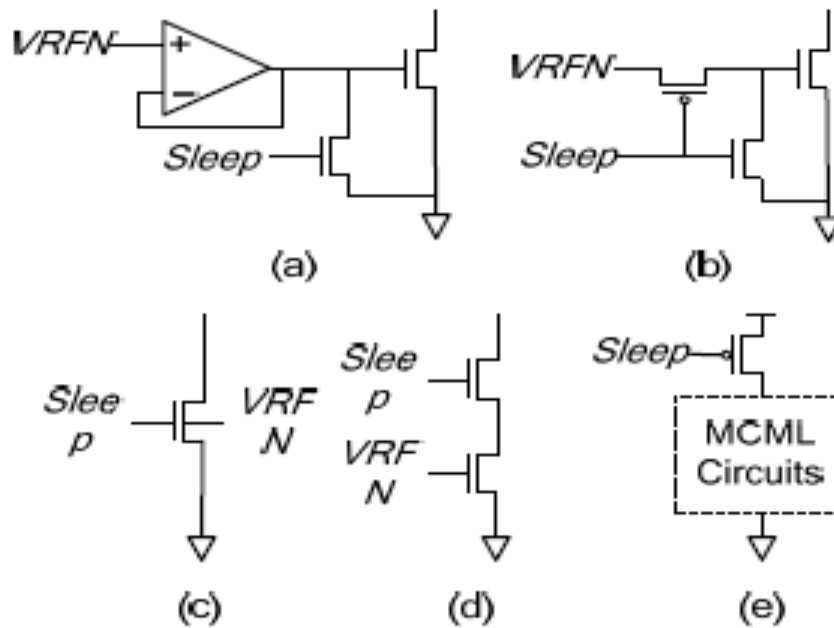 VRFN
+
−
Sleep
(a)
VRFN
Sleep
(b)
Slee
p
VRF
N
(c)
Slee
p
VRF
N
(d)
Sleep
MCML
Circuits
(e)